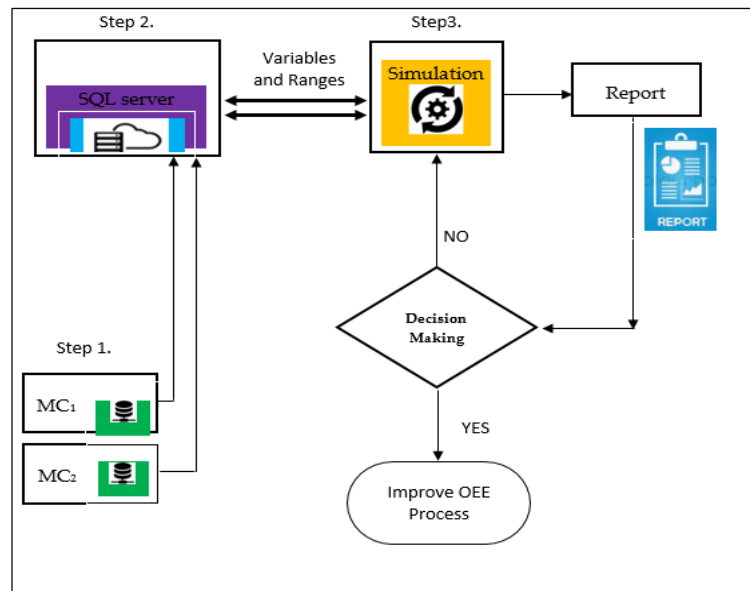 Step 2.
Step3.
Variables
and Ranges
SQL server
Simulation
Report
REPORT
NO
Decision
Making
Step 1.
MC₁
MC₂
YES
Improve OEE
Process